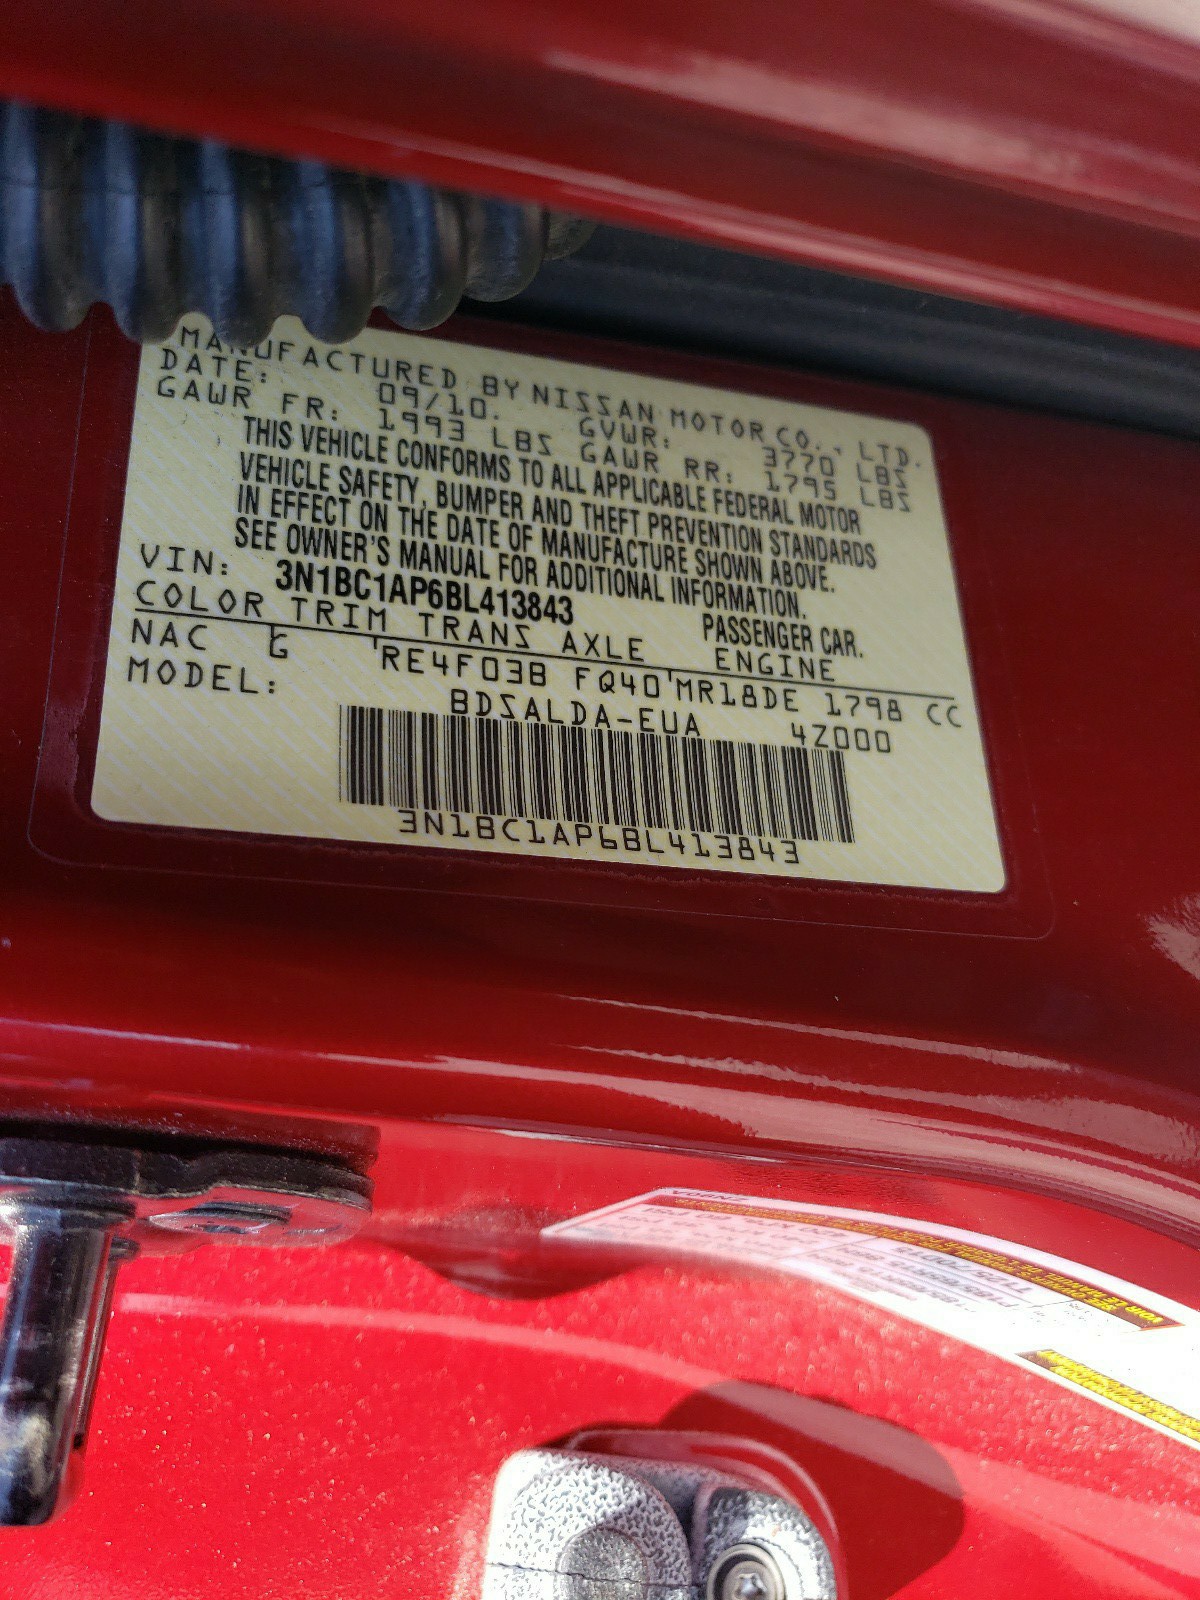 MANUFACTURED BY NISSAN MOTOR CO., LTD.
DATE: 09/10. GVWR: 3770 LBS
GAWR FR: 1993 LBS GAWR RR: 1795 LBS
THIS VEHICLE CONFORMS TO ALL APPLICABLE FEDERAL MOTOR
VEHICLE SAFETY, BUMPER AND THEFT PREVENTION STANDARDS
IN EFFECT ON THE DATE OF MANUFACTURE SHOWN ABOVE.
SEE OWNER'S MANUAL FOR ADDITIONAL INFORMATION.
VIN: 3N1BC1AP6BL413843 PASSENGER CAR.
COLOR TRIM TRANS AXLE ENGINE
NAC G RE4F03B FQ40 MR18DE 1798 CC
MODEL: BDSALDA-EUA 4Z000
3N1BC1AP6BL413843